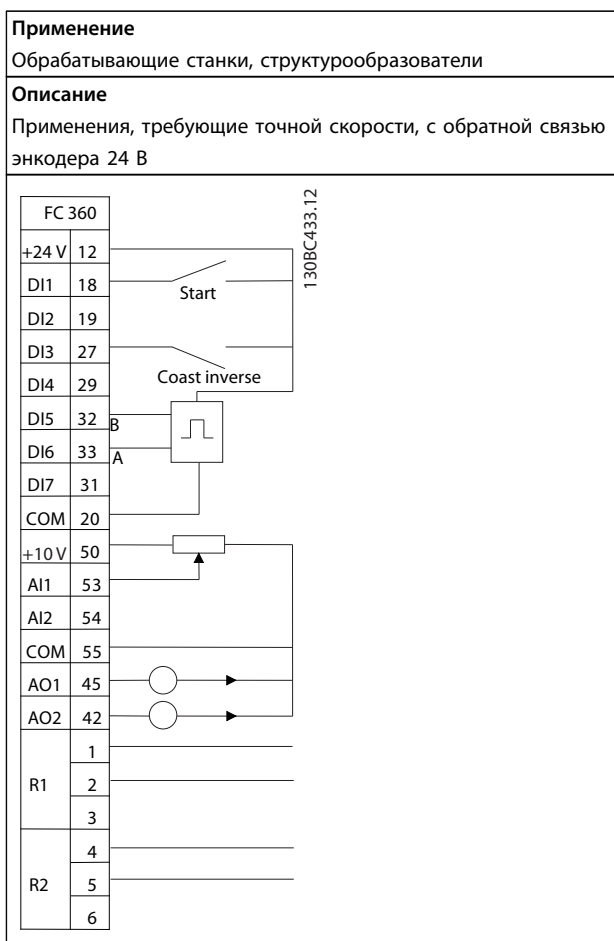 Применение
Обрабатывающие станки, структурообразователи
Описание
Применения, требующие точной скорости, с обратной связью
энкодера 24 В
130BC433.12
FC 360
+24 V 12
DI1 18
Start
DI2 19
DI3 27
Coast inverse
DI4 29
DI5 32 B
DI6 33 A
DI7 31
COM 20
+10 V 50
AI1 53
AI2 54
COM 55
AO1 45
AO2 42
R1
1
2
3
R2
4
5
6